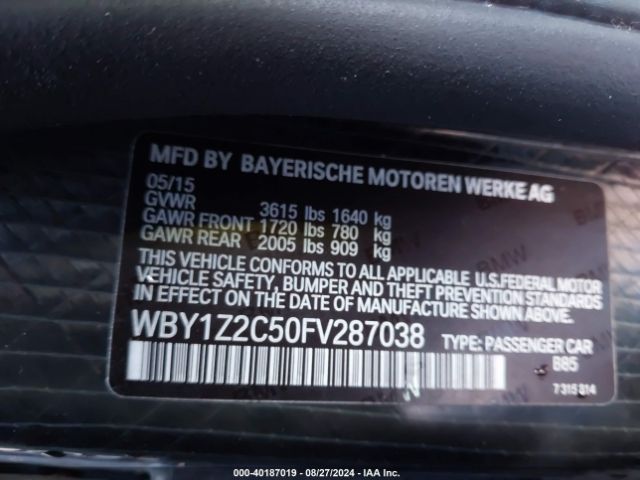 MFD BY BAYERISCHE MOTOREN WERKE AG
05/15
GVWR 3615 lbs 1640 kg
GAWR FRONT 1720 lbs 780 kg
GAWR REAR 2005 lbs 909 kg
THIS VEHICLE CONFORMS TO ALL APPLICABLE U.S.FEDERAL MOTOR
VEHICLE SAFETY, BUMPER AND THEFT PREVENTION STANDARDS
IN EFFECT ON THE DATE OF MANUFACTURE SHOWN ABOVE.
WBY1Z2C50FV287038 TYPE: PASSENGER CAR
B85
7 315 314
000-40187019 - 08/27/2024 - IAA Inc.